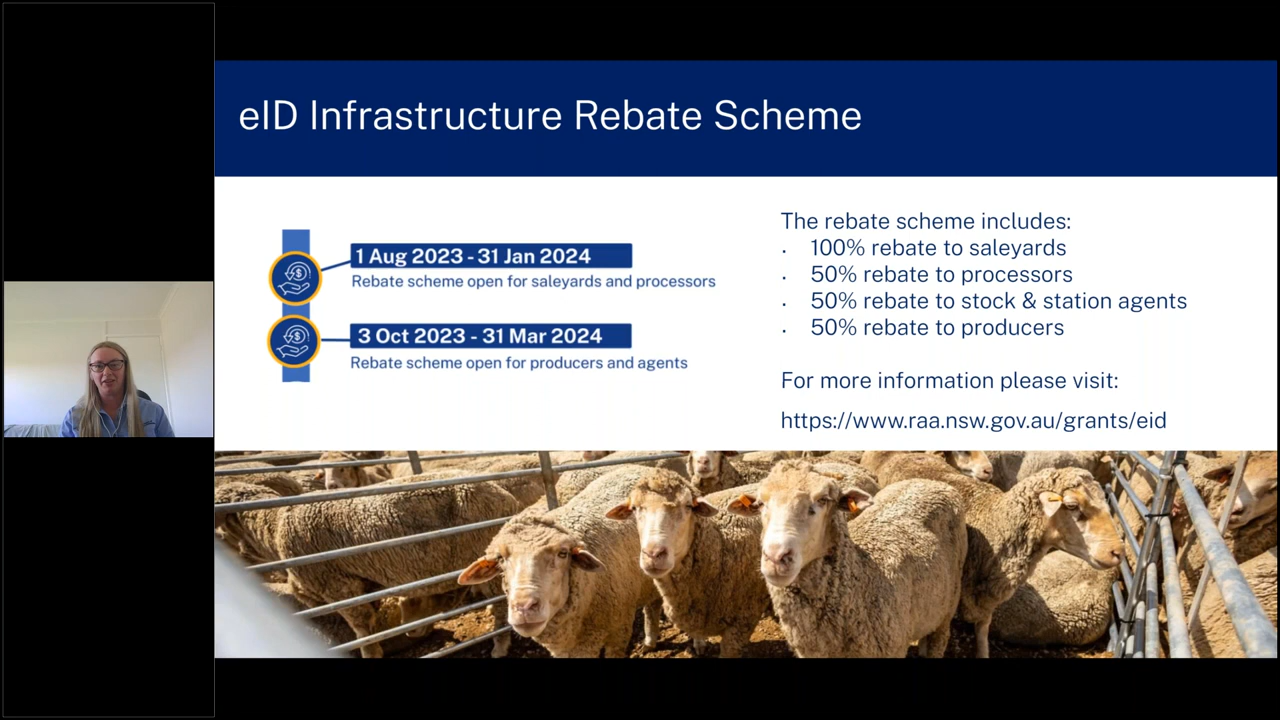 eID Infrastructure Rebate Scheme
1 Aug 2023 - 31 Jan 2024
Rebate scheme open for saleyards and processors
3 Oct 2023 - 31 Mar 2024
Rebate scheme open for producers and agents
The rebate scheme includes:
· 100% rebate to saleyards
· 50% rebate to processors
· 50% rebate to stock & station agents
· 50% rebate to producers
For more information please visit:
https://www.raa.nsw.gov.au/grants/eid